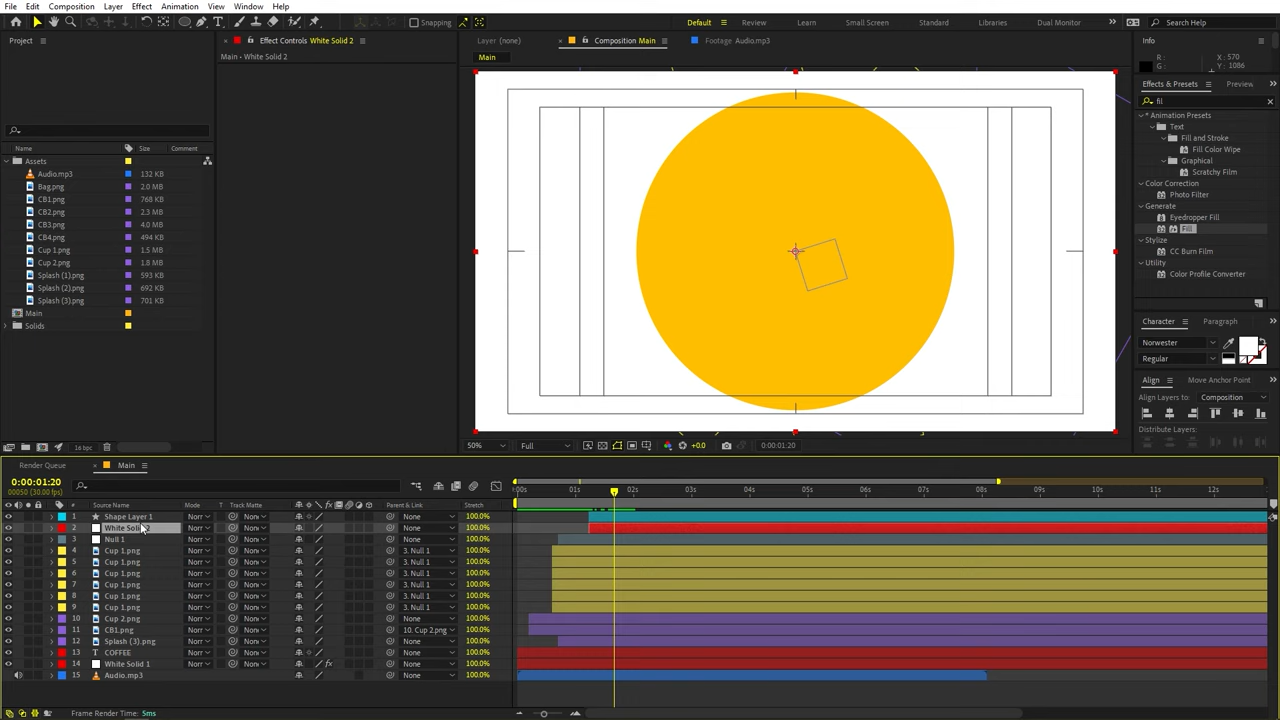 File Edit Composition Layer Effect Animation View Window Help
Snapping Default Review Learn Small Screen Standard Libraries Dual Monitor Search Help
Project
Effect Controls White Solid 2
Layer (none) Composition Main Footage Audio.mp3
Info
Main • White Solid 2
Main
R: X: 570
G: Y: 1086
B:
Effects & Presets Preview
fil
* Animation Presets
Text
Fill and Stroke
Fill Color Wipe
Graphical
Scratchy Film
Color Correction
Photo Filter
Generate
Eyedropper Fill
Fill
Stylize
CC Burn Film
Utility
Color Profile Converter
Name Size Comment
Assets
Audio.mp3 132 KB
Bag.png 2.0 MB
CB1.png 768 KB
CB2.png 2.3 MB
CB3.png 4.0 MB
CB4.png 494 KB
Cup 1.png 1.5 MB
Cup 2.png 1.8 MB
Splash (1).png 593 KB
Splash (2).png 692 KB
Splash (3).png 701 KB
Main
Solids
Character Paragraph
Norwester
Regular
Align Move Anchor Point
Align Layers to: Composition
Distribute Layers:
16 bpc
50% Full +0.0 0:00:01:20
Render Queue Main
0:00:01:20
00050 (30.00 fps)
:00s 01s 02s 03s 04s 05s 06s 07s 08s 09s 10s 11s 12s
# Source Name Mode T Track Matte fx Parent & Link Stretch
1 Shape Layer 1 Norr None None 100.0%
2 White Solid 2 Norr None None 100.0%
3 Null 1 Norr None None 100.0%
4 Cup 1.png Norr None 3. Null 1 100.0%
5 Cup 1.png Norr None 3. Null 1 100.0%
6 Cup 1.png Norr None 3. Null 1 100.0%
7 Cup 1.png Norr None 3. Null 1 100.0%
8 Cup 1.png Norr None 3. Null 1 100.0%
9 Cup 1.png Norr None 3. Null 1 100.0%
10 Cup 2.png Norr None None 100.0%
11 CB1.png Norr None 10. Cup 2.png 100.0%
12 Splash (3).png Norr None None 100.0%
13 T COFFEE Norr None None 100.0%
14 White Solid 1 Norr None fx None 100.0%
15 Audio.mp3 None 100.0%
Frame Render Time: 5ms